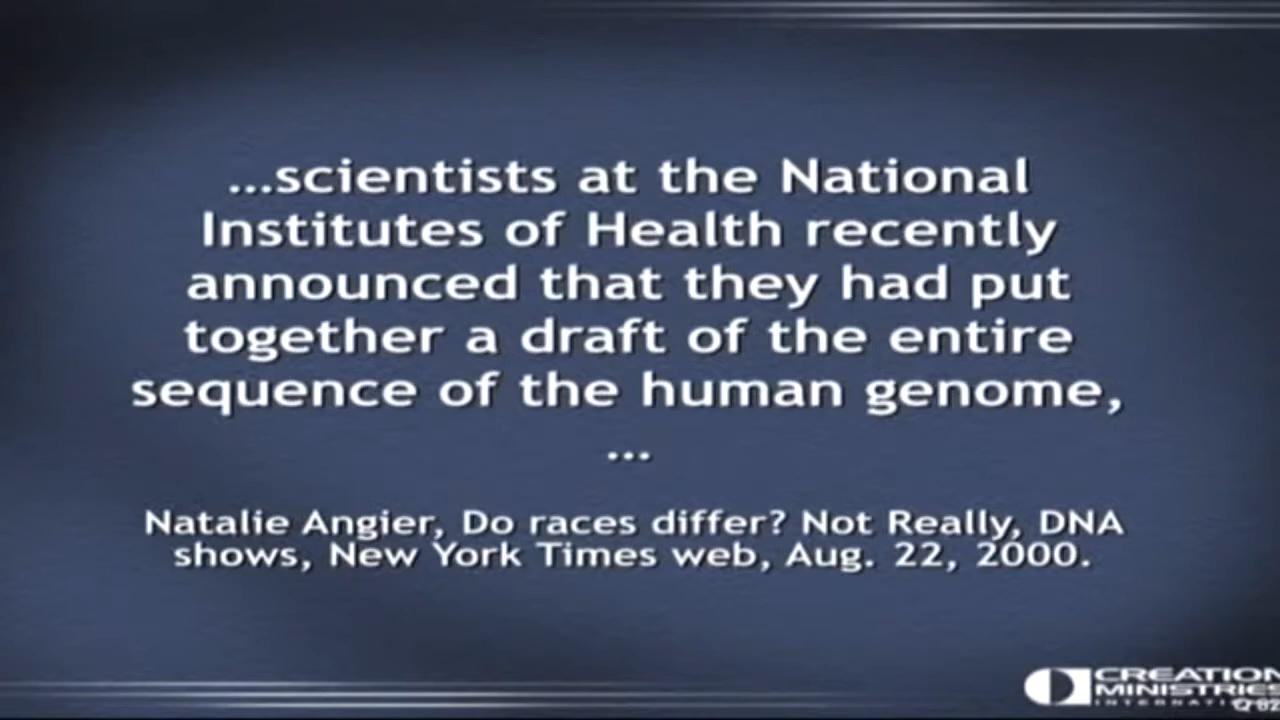 ...scientists at the National
Institutes of Health recently
announced that they had put
together a draft of the entire
sequence of the human genome,
...
Natalie Angier, Do races differ? Not Really, DNA
shows, New York Times web, Aug. 22, 2000.
CREATION
MINISTRIES